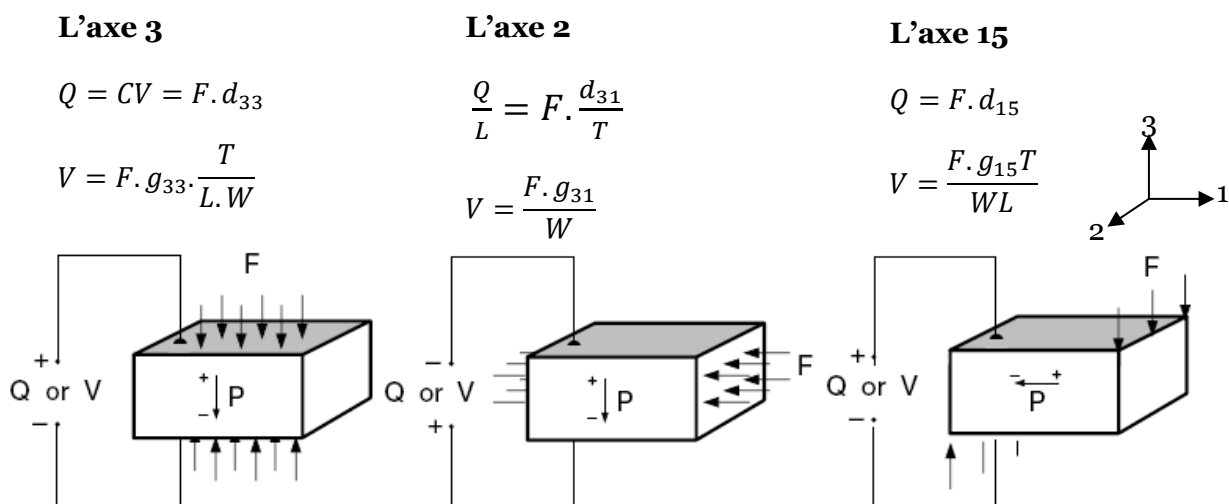 L'axe 3
Q = CV = F.d₃₃
V = F.g₃₃.T/(L.W)
L'axe 2
Q/L = F.d₃₁/T
V = F.g₃₁/W
L'axe 15
Q = F.d₁₅
V = F.g₁₅T/(WL)
3
1
2
F
+
Q or V
−
+
P
−
−
Q or V
+
+
P
−
F
F
+
Q or V
−
− +
P